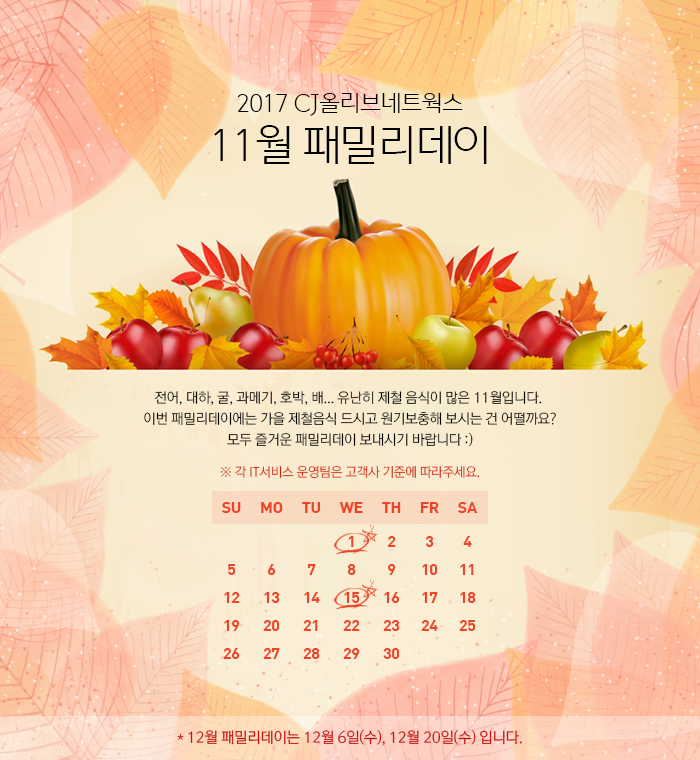 2017 CJ올리브네트웍스
11월 패밀리데이
전어, 대하, 굴, 과메기, 호박, 배... 유난히 제철 음식이 많은 11월입니다.
이번 패밀리데이에는 가을 제철음식 드시고 원기보충해 보시는 건 어떨까요?
모두 즐거운 패밀리데이 보내시기 바랍니다 :)
※ 각 IT서비스 운영팀은 고객사 기준에 따라주세요.
SU MO TU WE TH FR SA
1 2 3 4
5 6 7 8 9 10 11
12 13 14 15 16 17 18
19 20 21 22 23 24 25
26 27 28 29 30
* 12월 패밀리데이는 12월 6일(수), 12월 20일(수) 입니다.